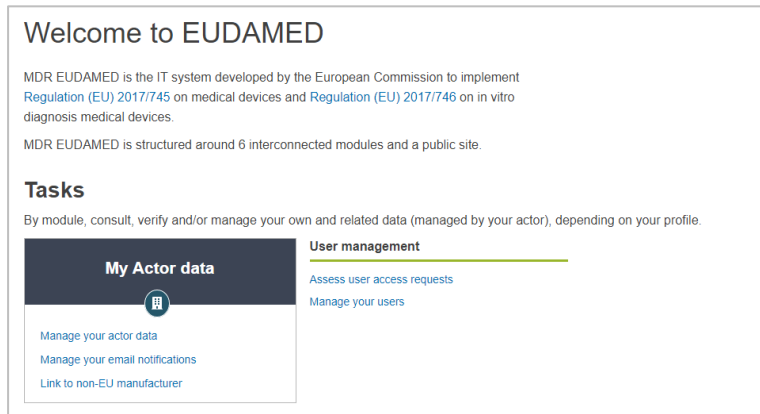 Welcome to EUDAMED
MDR EUDAMED is the IT system developed by the European Commission to implement
Regulation (EU) 2017/745 on medical devices and Regulation (EU) 2017/746 on in vitro
diagnosis medical devices.
MDR EUDAMED is structured around 6 interconnected modules and a public site.
Tasks
By module, consult, verify and/or manage your own and related data (managed by your actor), depending on your profile.
My Actor data
Manage your actor data
Manage your email notifications
Link to non-EU manufacturer
User management
Assess user access requests
Manage your users